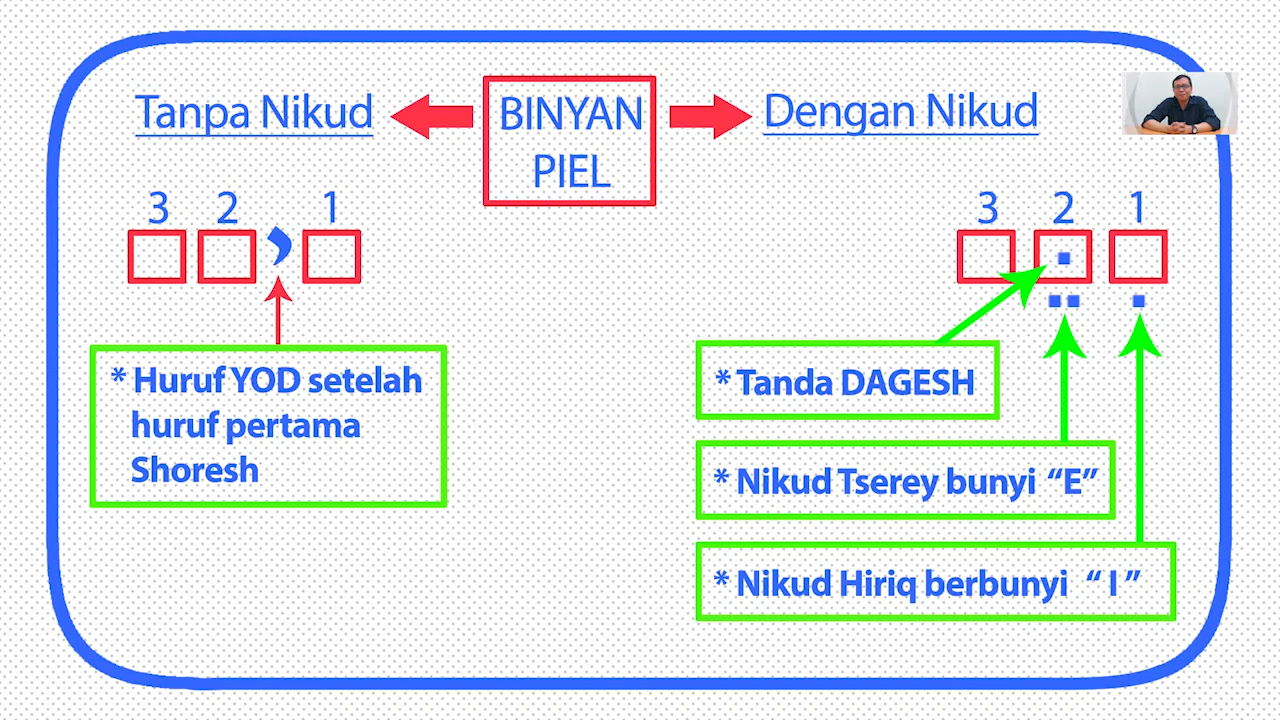 Tanpa Nikud
BINYAN
PIEL
Dengan Nikud
3 2 1
י
3 2 1
* Huruf YOD setelah
huruf pertama
Shoresh
* Tanda DAGESH
* Nikud Tserey bunyi “E”
* Nikud Hiriq berbunyi “ I ”